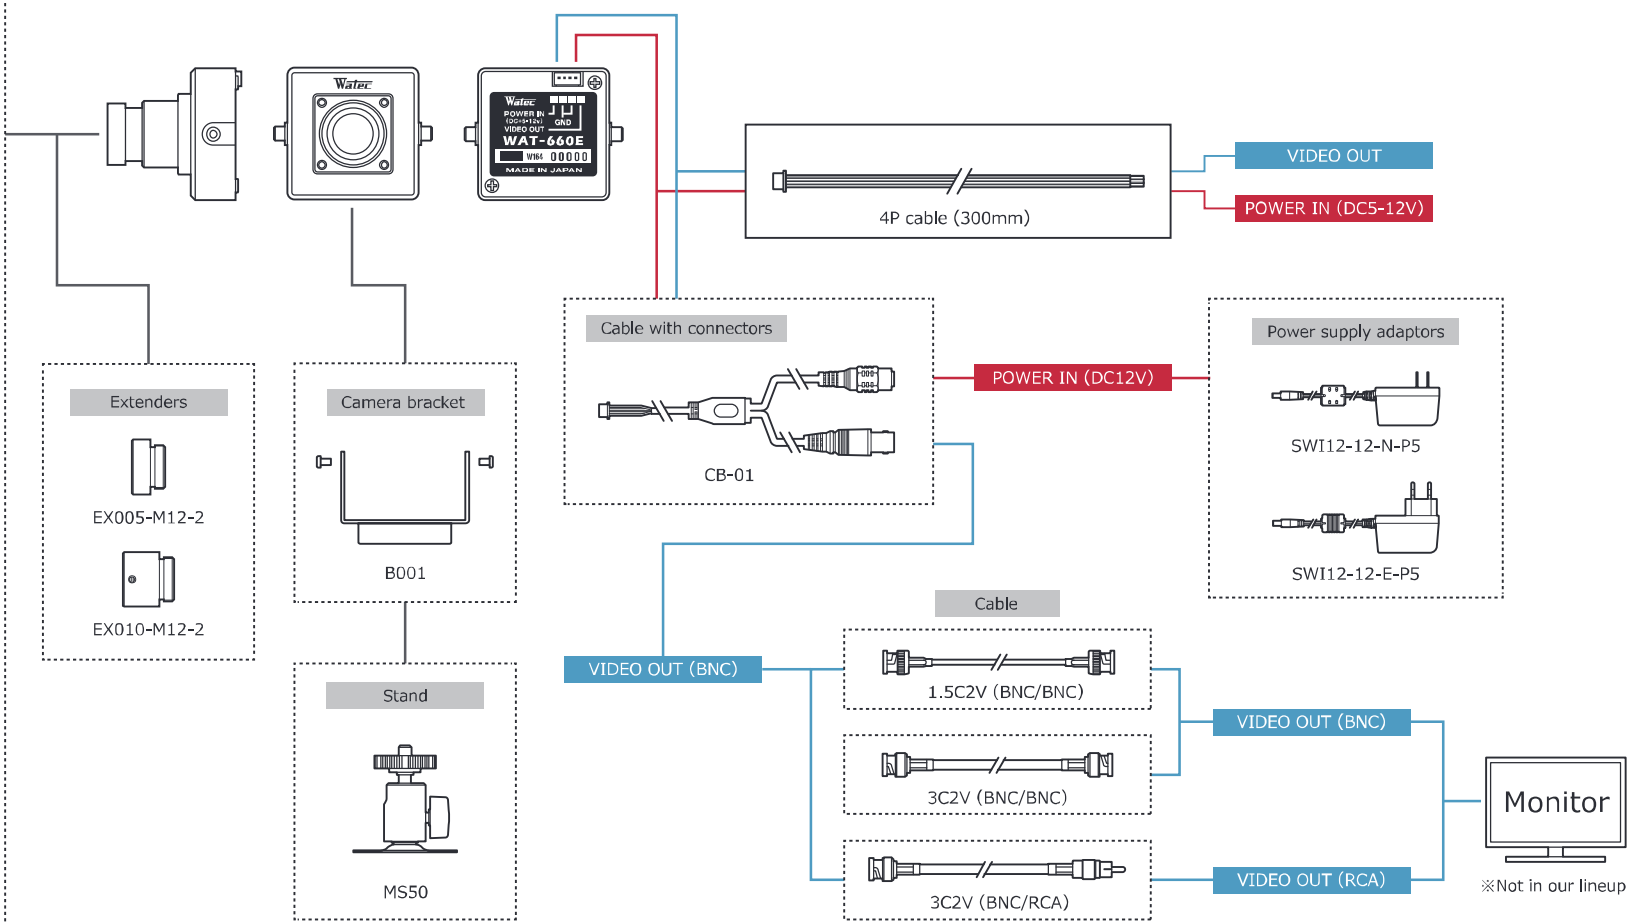 Watec
Watec
POWER IN
(DC+5-12v)
GND
VIDEO OUT
WAT-660E
W164 00000
MADE IN JAPAN
4P cable (300mm)
VIDEO OUT
POWER IN (DC5-12V)
Cable with connectors
CB-01
POWER IN (DC12V)
Power supply adaptors
SWI12-12-N-P5
SWI12-12-E-P5
Extenders
EX005-M12-2
EX010-M12-2
Camera bracket
B001
Stand
MS50
Cable
VIDEO OUT (BNC)
1.5C2V (BNC/BNC)
3C2V (BNC/BNC)
3C2V (BNC/RCA)
VIDEO OUT (BNC)
VIDEO OUT (RCA)
Monitor
※Not in our lineup